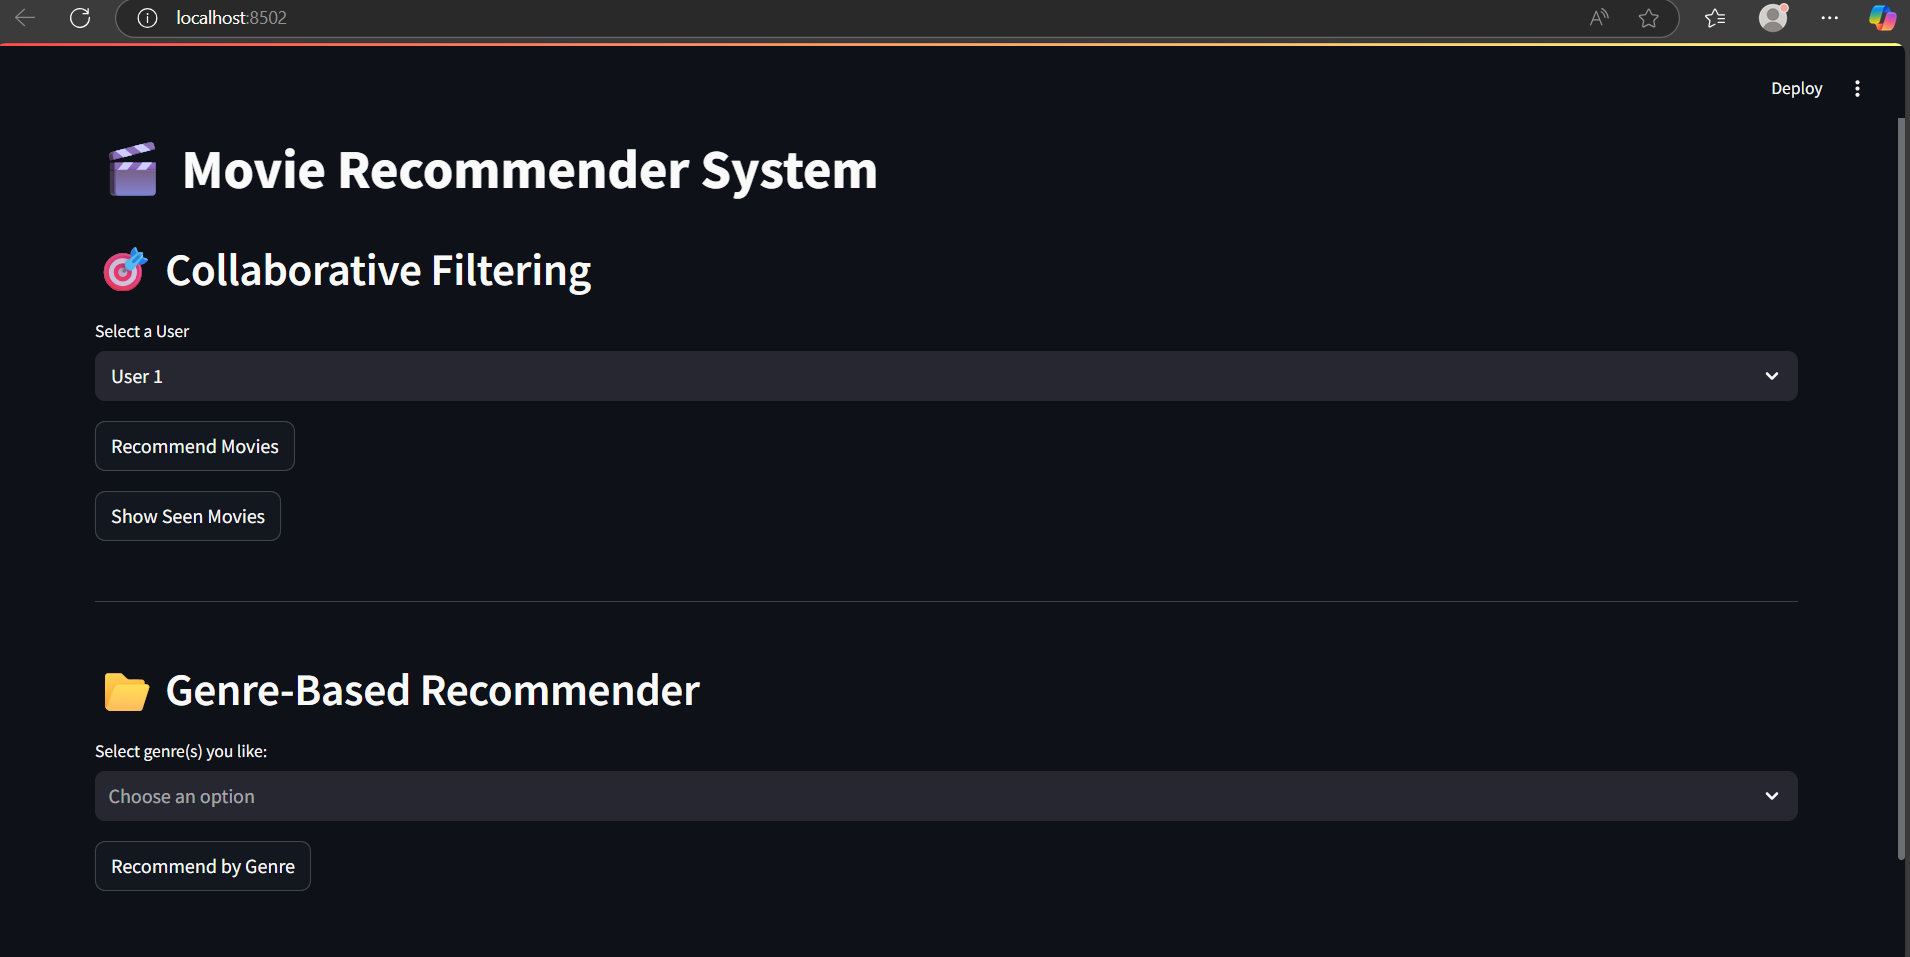 localhost:8502
Deploy
Movie Recommender System
Collaborative Filtering
Select a User
User 1
Recommend Movies
Show Seen Movies
Genre-Based Recommender
Select genre(s) you like:
Choose an option
Recommend by Genre